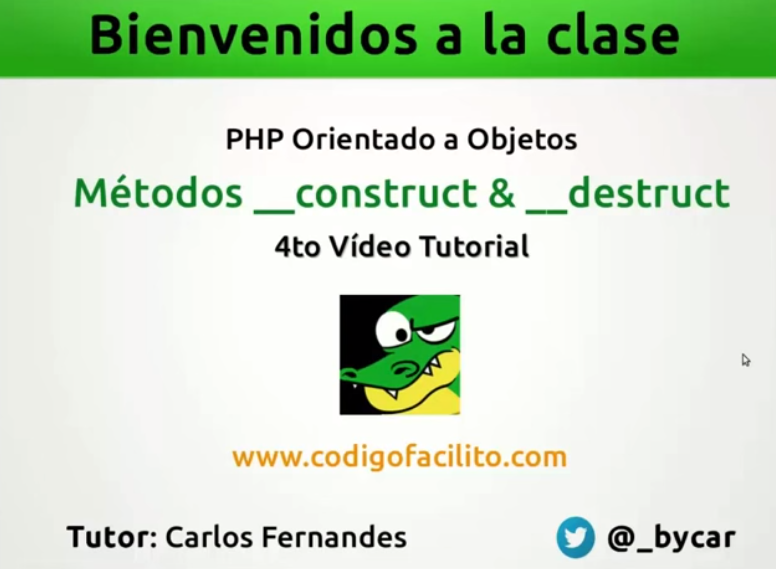 Bienvenidos a la clase
PHP Orientado a Objetos
Métodos __construct & __destruct
4to Vídeo Tutorial
www.codigofacilito.com
Tutor: Carlos Fernandes
@_bycar